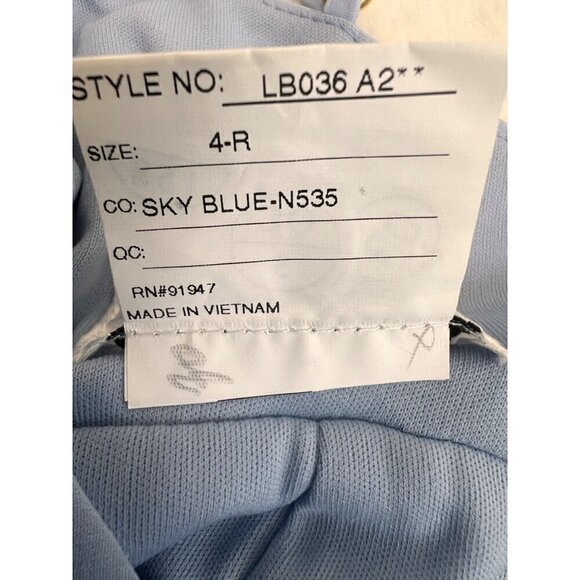 STYLE NO: LB036 A2**
SIZE: 4-R
CO: SKY BLUE-N535
QC:
RN#91947
MADE IN VIETNAM